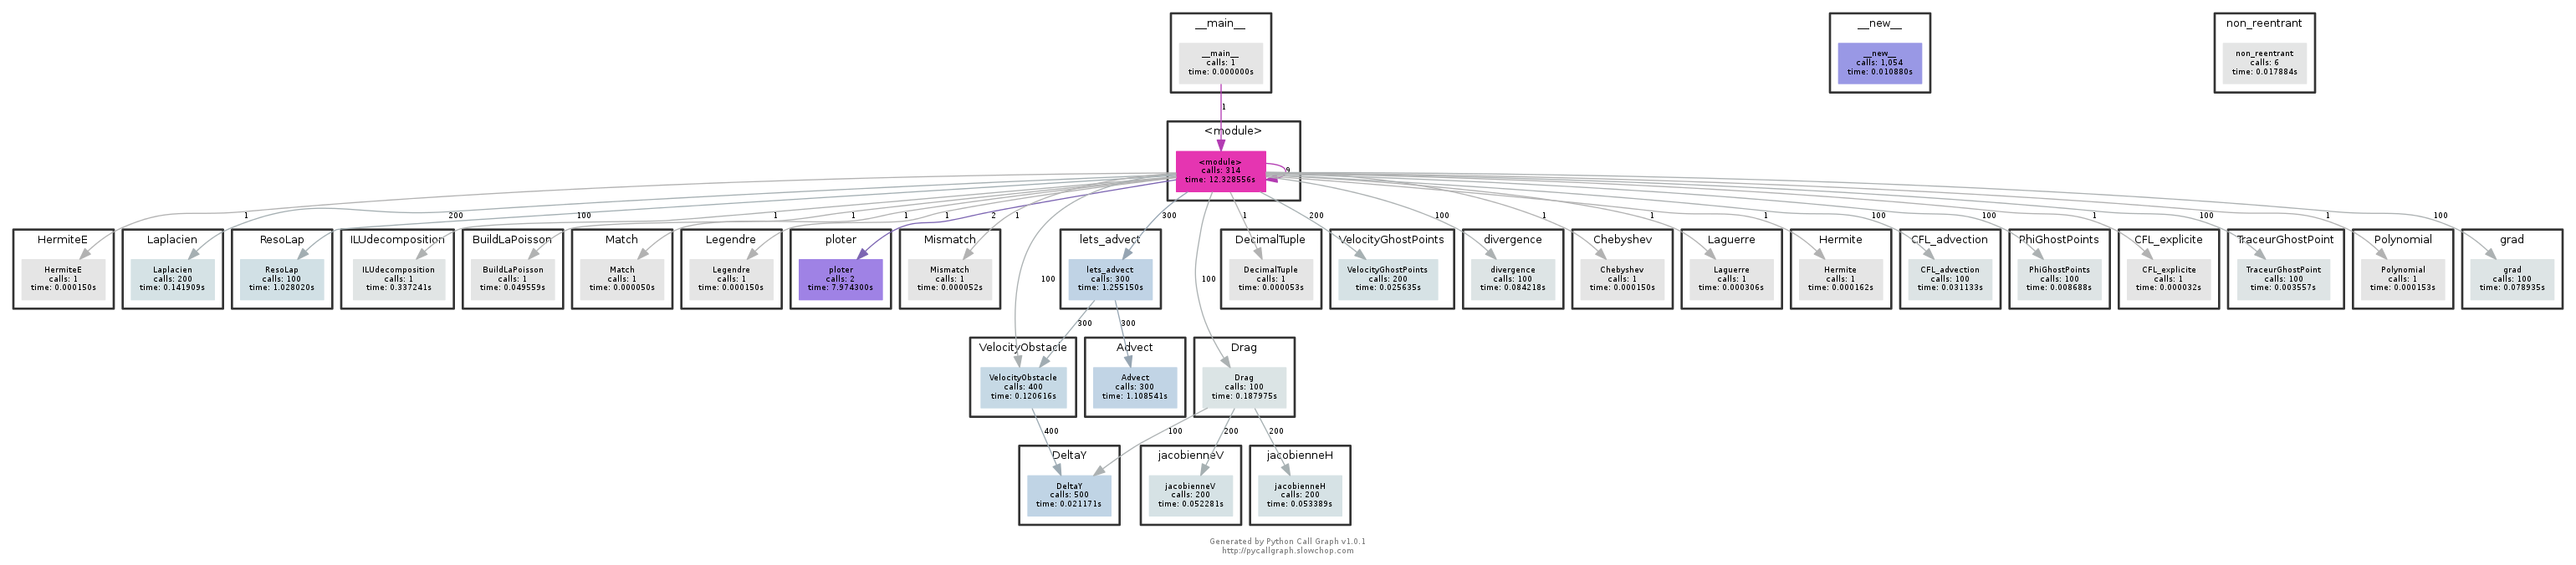 __main__
__main__
calls: 1
time: 0.000000s
__new__
__new__
calls: 1,054
time: 0.010880s
non_reentrant
non_reentrant
calls: 6
time: 0.017884s
1
<module>
<module>
calls: 314
time: 12.328556s
1
200
100
1
1
1
1
2
1
300
1
200
100
1
1
1
100
100
1
100
1
100
HermiteE
HermiteE
calls: 1
time: 0.000150s
Laplacien
Laplacien
calls: 200
time: 0.141909s
ResoLap
ResoLap
calls: 100
time: 1.028020s
ILUdecomposition
ILUdecomposition
calls: 1
time: 0.337241s
BuildLaPoisson
BuildLaPoisson
calls: 1
time: 0.049559s
Match
Match
calls: 1
time: 0.000050s
Legendre
Legendre
calls: 1
time: 0.000150s
ploter
ploter
calls: 2
time: 7.974300s
Mismatch
Mismatch
calls: 1
time: 0.000052s
lets_advect
lets_advect
calls: 300
time: 1.255150s
DecimalTuple
DecimalTuple
calls: 1
time: 0.000053s
VelocityGhostPoints
VelocityGhostPoints
calls: 200
time: 0.025635s
divergence
divergence
calls: 100
time: 0.084218s
Chebyshev
Chebyshev
calls: 1
time: 0.000150s
Laguerre
Laguerre
calls: 1
time: 0.000306s
Hermite
Hermite
calls: 1
time: 0.000162s
CFL_advection
CFL_advection
calls: 100
time: 0.031133s
PhiGhostPoints
PhiGhostPoints
calls: 100
time: 0.008688s
CFL_explicite
CFL_explicite
calls: 1
time: 0.000032s
TraceurGhostPoint
TraceurGhostPoint
calls: 100
time: 0.003557s
Polynomial
Polynomial
calls: 1
time: 0.000153s
grad
grad
calls: 100
time: 0.078935s
100
100
300
300
VelocityObstacle
VelocityObstacle
calls: 400
time: 0.120616s
Advect
Advect
calls: 300
time: 1.108541s
Drag
Drag
calls: 100
time: 0.187975s
400
100
200
200
DeltaY
DeltaY
calls: 500
time: 0.021171s
jacobienneV
jacobienneV
calls: 200
time: 0.052281s
jacobienneH
jacobienneH
calls: 200
time: 0.053389s
Generated by Python Call Graph v1.0.1
http://pycallgraph.slowchop.com